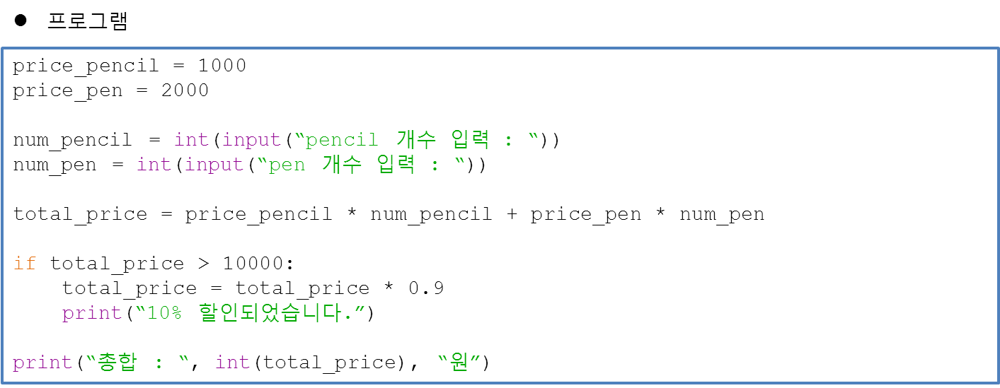 ● 프로그램
price_pencil = 1000
price_pen = 2000
num_pencil = int(input(“pencil 개수 입력 : “))
num_pen = int(input(“pen 개수 입력 : “))
total_price = price_pencil * num_pencil + price_pen * num_pen
if total_price > 10000:
    total_price = total_price * 0.9
    print(“10% 할인되었습니다.”)
print(“총합 : “, int(total_price), “원”)